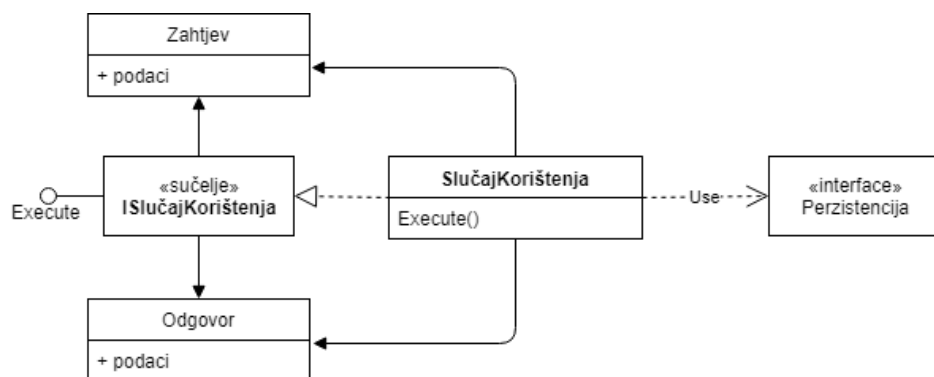 Zahtjev
+ podaci
«sučelje»
ISlučajKorištenja
Execute
SlučajKorištenja
Execute()
Use
«interface»
Perzistencija
Odgovor
+ podaci